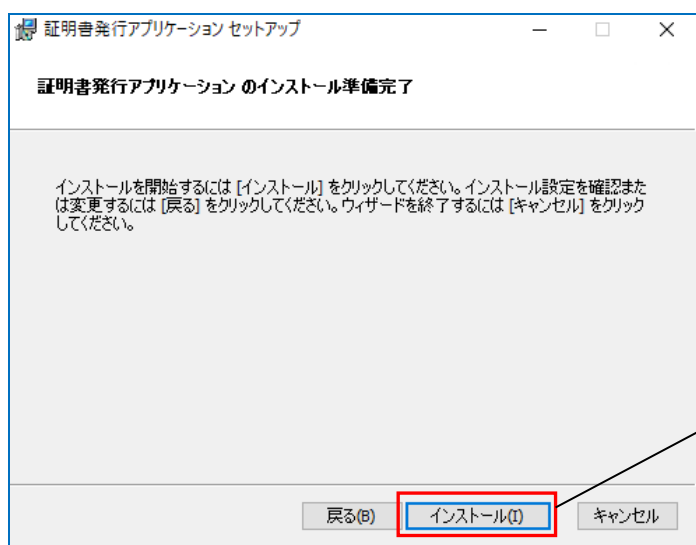 証明書発行アプリケーション セットアップ
証明書発行アプリケーション のインストール準備完了
インストールを開始するには [インストール] をクリックしてください。インストール設定を確認また
は変更するには [戻る] をクリックしてください。ウィザードを終了するには [キャンセル] をクリック
してください。
戻る(B) インストール(I) キャンセル